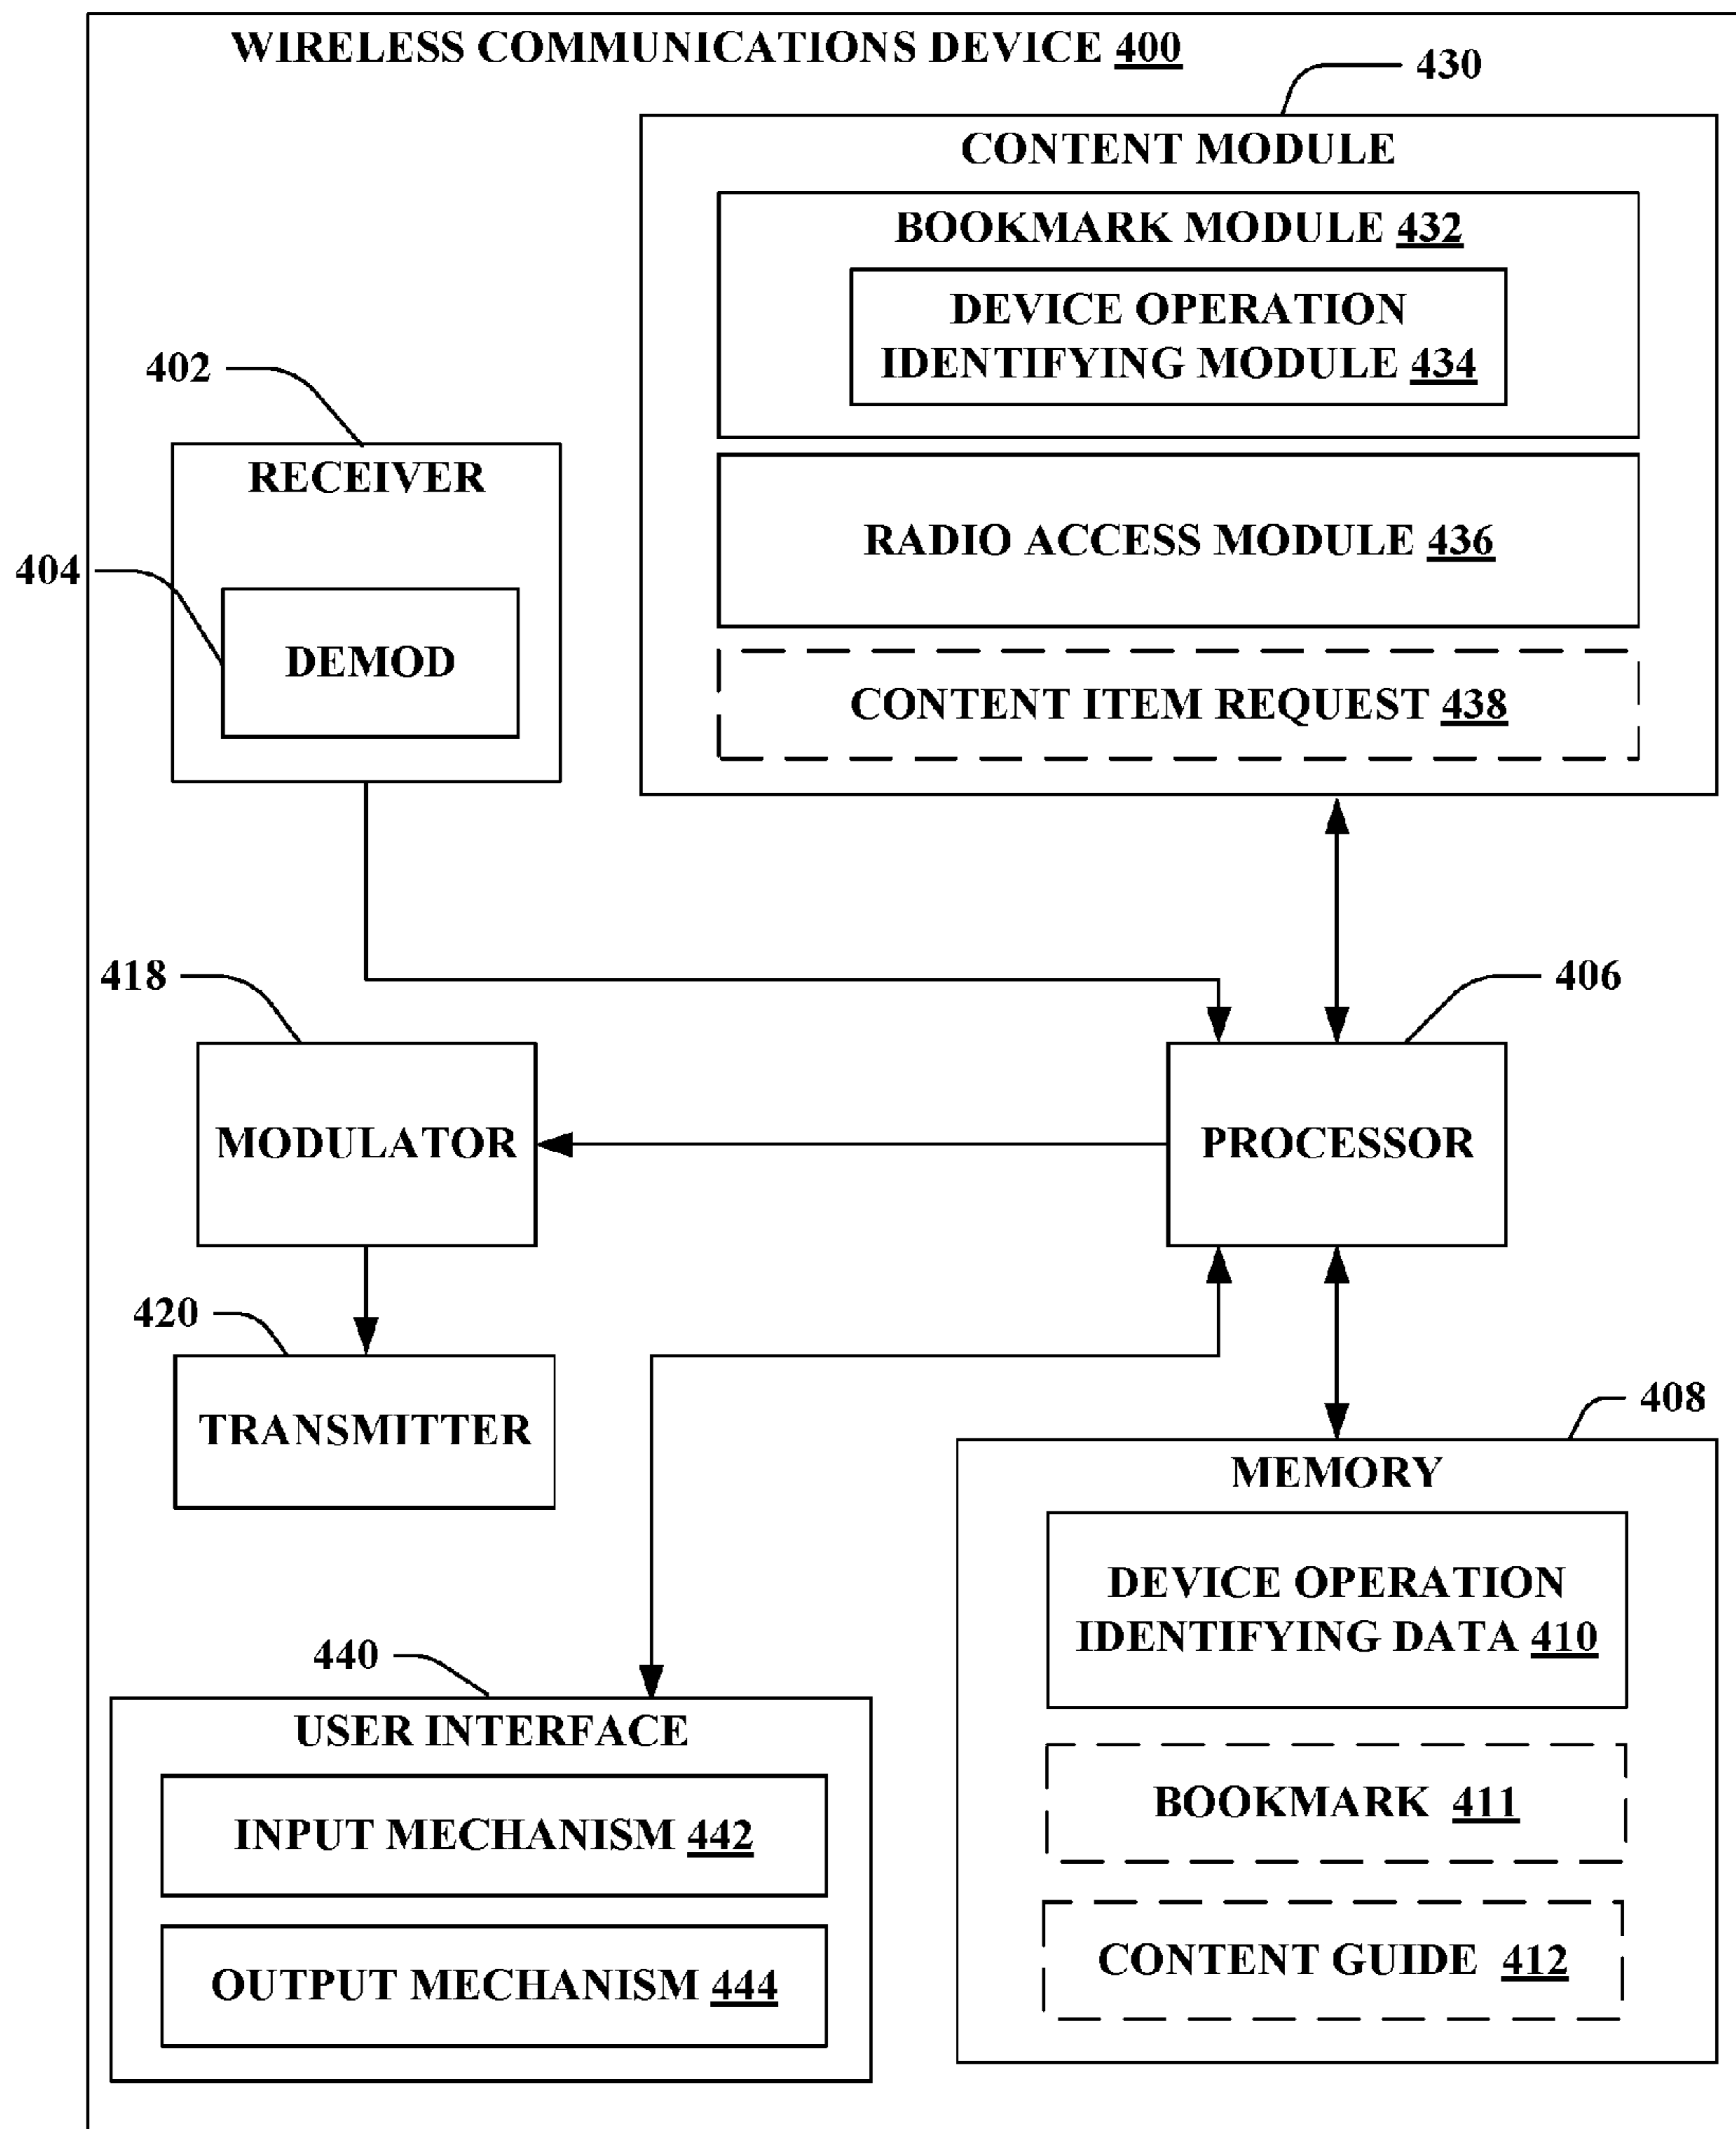 WIRELESS COMMUNICATIONS DEVICE 400
430
CONTENT MODULE
BOOKMARK MODULE 432
DEVICE OPERATION
IDENTIFYING MODULE 434
402
RECEIVER
RADIO ACCESS MODULE 436
404
DEMOD
CONTENT ITEM REQUEST 438
418
406
MODULATOR
PROCESSOR
420
TRANSMITTER
408
MEMORY
DEVICE OPERATION
IDENTIFYING DATA 410
440
USER INTERFACE
BOOKMARK 411
INPUT MECHANISM 442
CONTENT GUIDE 412
OUTPUT MECHANISM 444